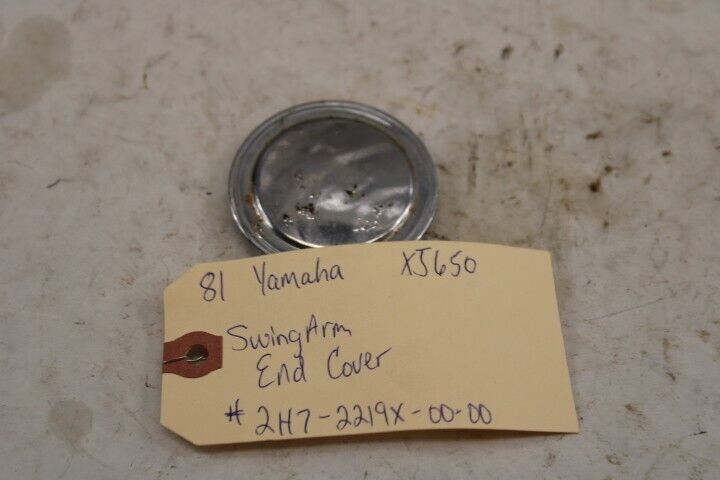 81 Yamaha XJ650
SwingArm
End Cover
# 2H7-2219X-00-00